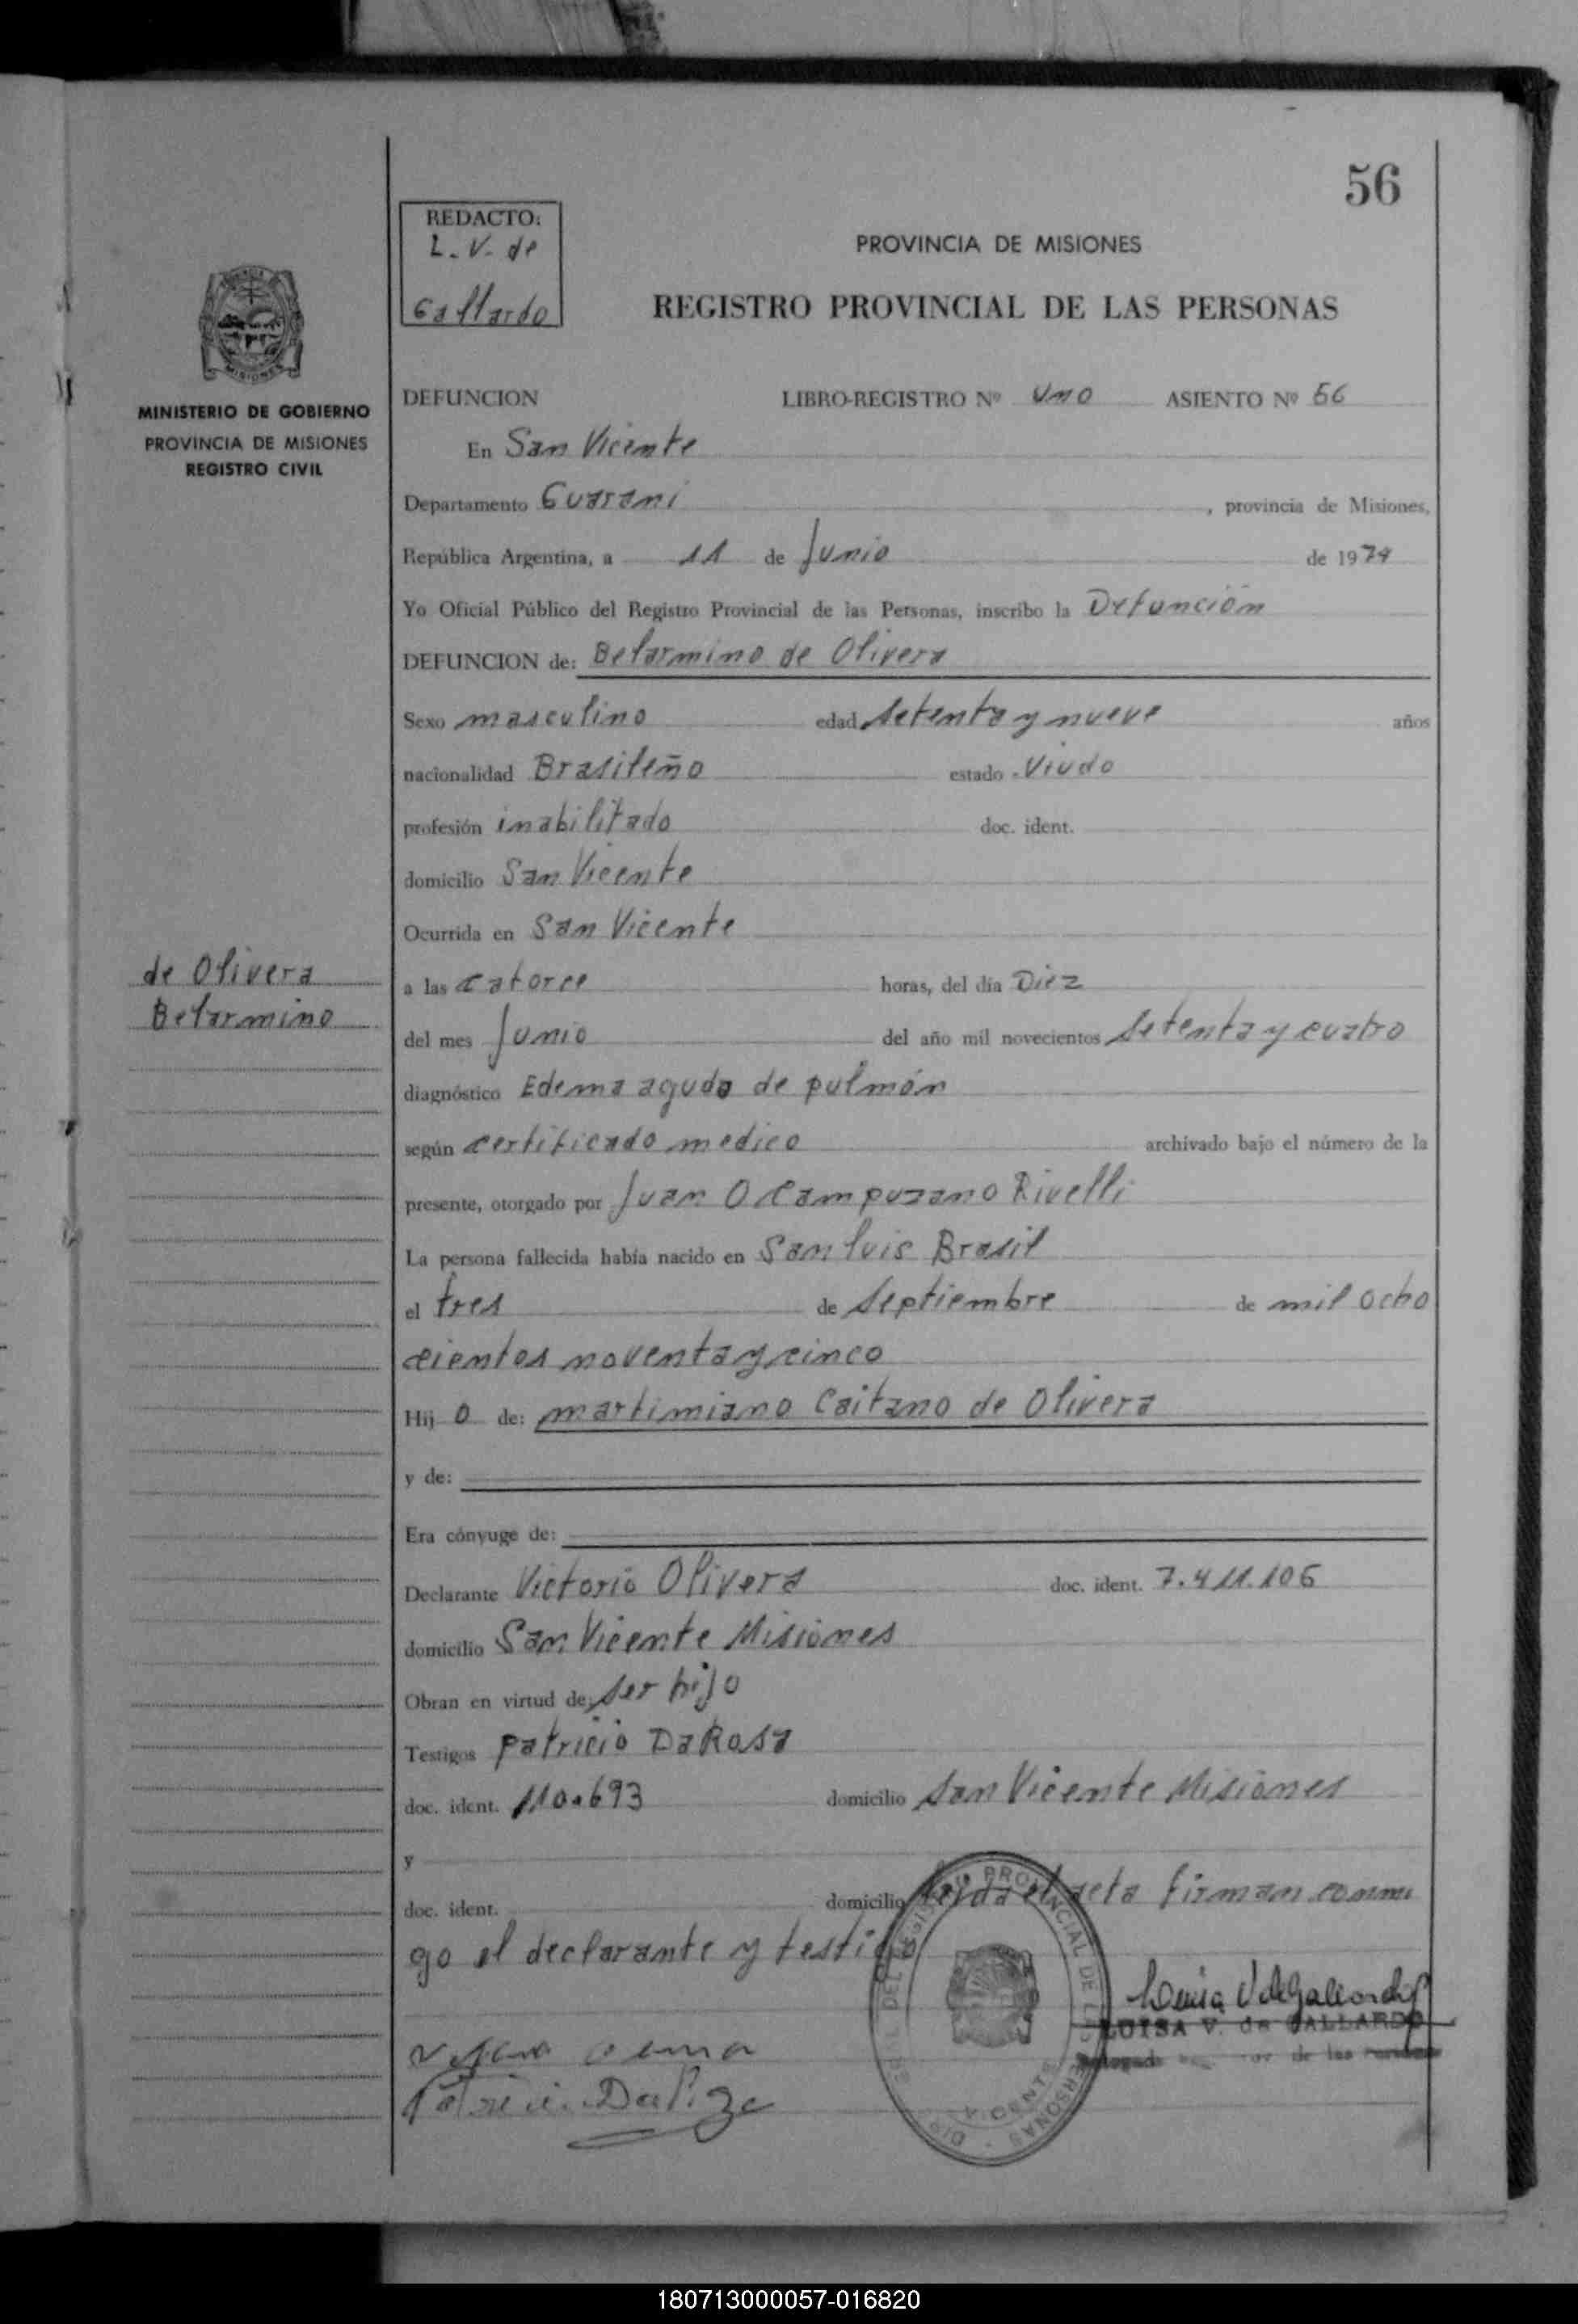 56
REDACTO:
L. V. de
Gallardo
PROVINCIA DE MISIONES
REGISTRO PROVINCIAL DE LAS PERSONAS
MINISTERIO DE GOBIERNO
PROVINCIA DE MISIONES
REGISTRO CIVIL
DEFUNCION LIBRO-REGISTRO Nº uno ASIENTO Nº 56
En San Vicente
Departamento Guarani, provincia de Misiones,
República Argentina, a 11 de Junio de 1974
Yo Oficial Público del Registro Provincial de las Personas, inscribo la Defunción
DEFUNCION de: Belarmino de Olivera
Sexo masculino edad setenta y nueve años
nacionalidad Brasileño estado Viudo
profesión inabilitado doc. ident.
domicilio San Vicente
Ocurrida en San Vicente
de Olivera
Belarmino
a las catorce horas, del día Diez
del mes Junio del año mil novecientos setenta y cuatro
diagnóstico Edema agudo de pulmón
según certificado medico archivado bajo el número de la
presente, otorgado por Juan O Campuzano Rivelli
La persona fallecida había nacido en San luis Brasil
el tres de septiembre de mil ocho
cientos noventa y cinco
Hij o de: martimiano Caitano de Olivera
y de:
Era cónyuge de:
Declarante Victorio Olivera doc. ident. 7.411.106
domicilio San Vicente Misiones
Obran en virtud de: ser hijo
Testigos Patricio DaRosa
doc. ident. 110.693 domicilio San Vicente Misiones
y
doc. ident. domicilio leida el acta firman conmi
go el declarante y testigo
LUISA V. de GALLARDO
180713000057-016820